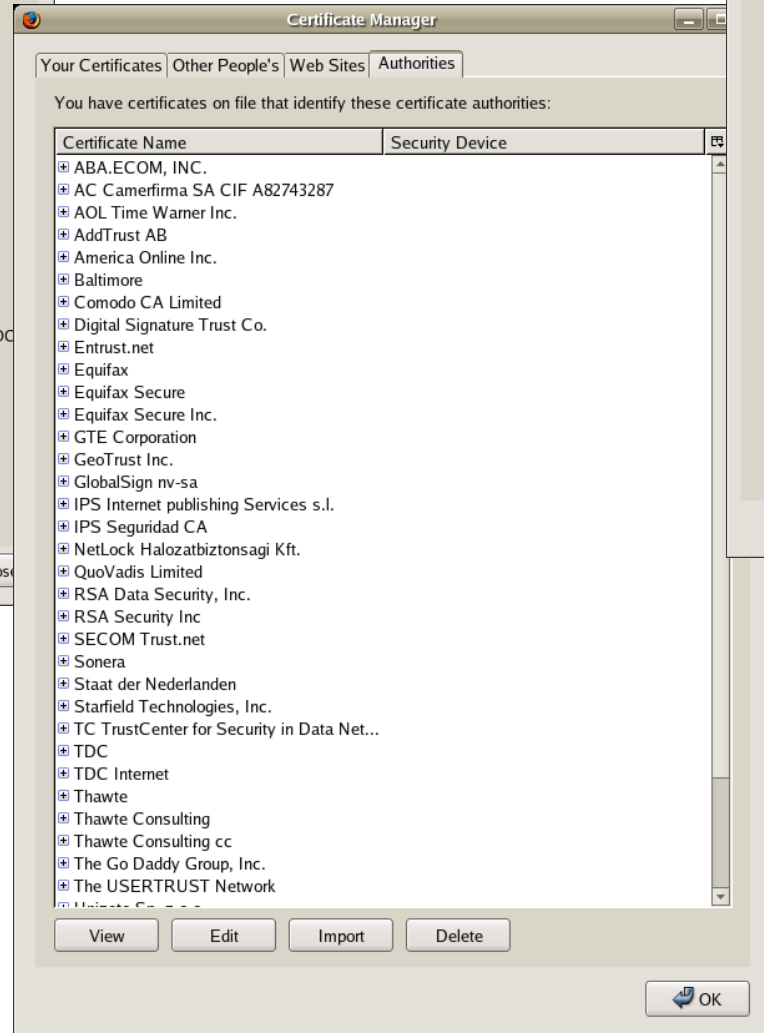 Certificate Manager
Your Certificates Other People's Web Sites Authorities
You have certificates on file that identify these certificate authorities:
Certificate Name Security Device
ABA.ECOM, INC.
AC Camerfirma SA CIF A82743287
AOL Time Warner Inc.
AddTrust AB
America Online Inc.
Baltimore
Comodo CA Limited
Digital Signature Trust Co.
Entrust.net
Equifax
Equifax Secure
Equifax Secure Inc.
GTE Corporation
GeoTrust Inc.
GlobalSign nv-sa
IPS Internet publishing Services s.l.
IPS Seguridad CA
NetLock Halozatbiztonsagi Kft.
QuoVadis Limited
RSA Data Security, Inc.
RSA Security Inc
SECOM Trust.net
Sonera
Staat der Nederlanden
Starfield Technologies, Inc.
TC TrustCenter for Security in Data Net...
TDC
TDC Internet
Thawte
Thawte Consulting
Thawte Consulting cc
The Go Daddy Group, Inc.
The USERTRUST Network
View Edit Import Delete
OK